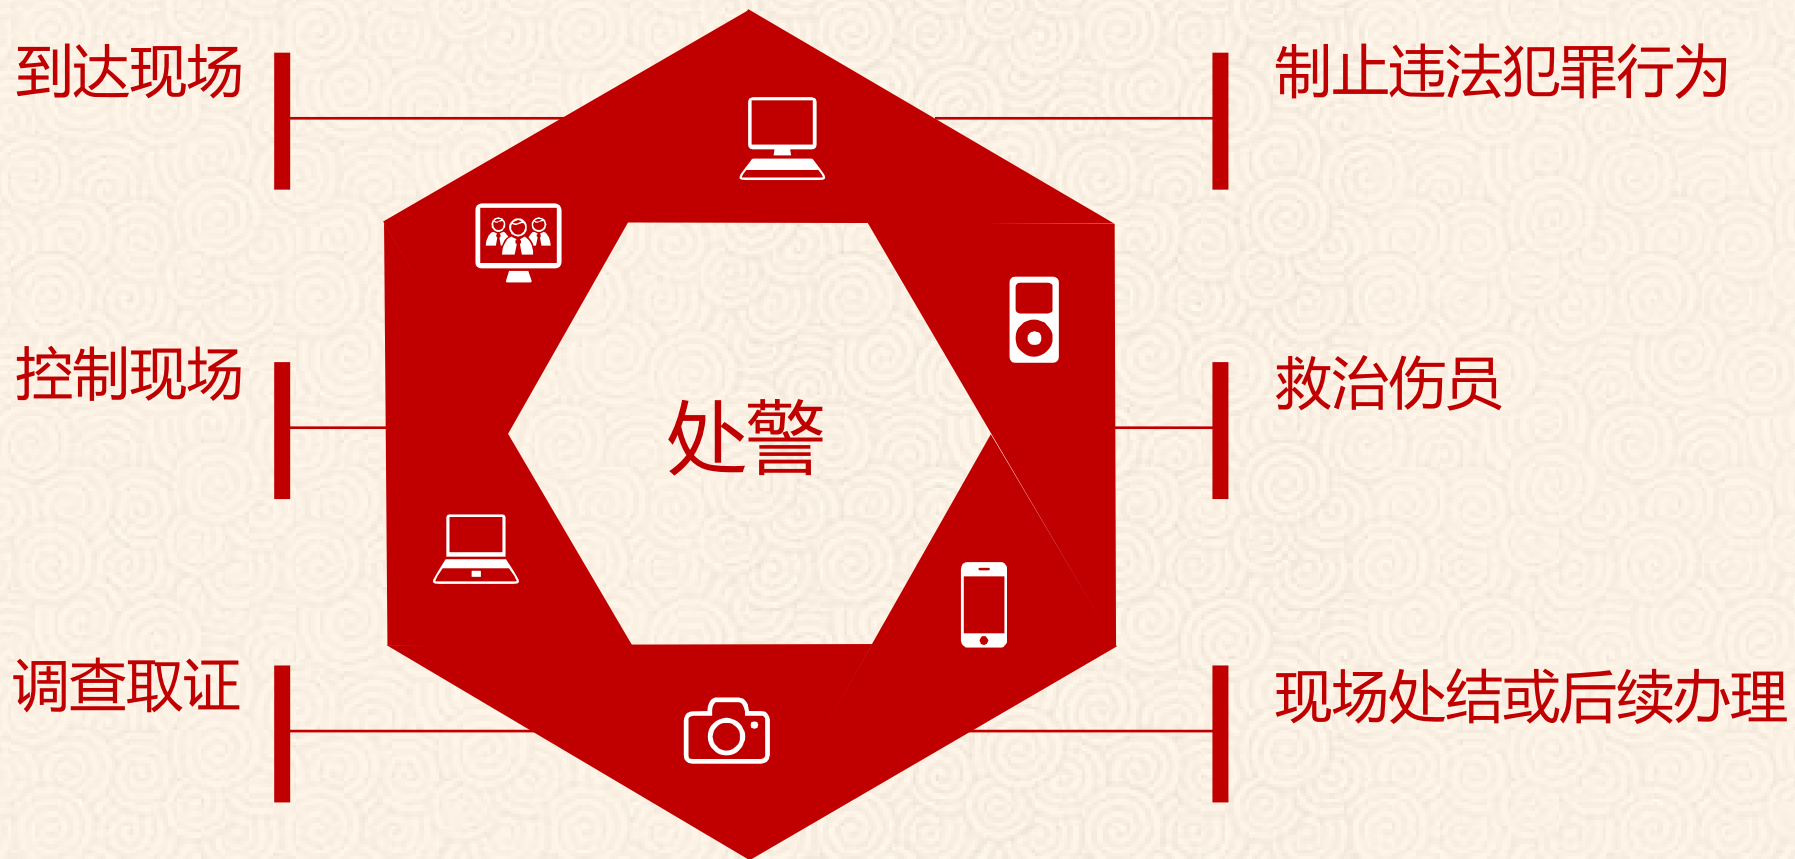 到达现场
制止违法犯罪行为
控制现场
救治伤员
处警
调查取证
现场处结或后续办理